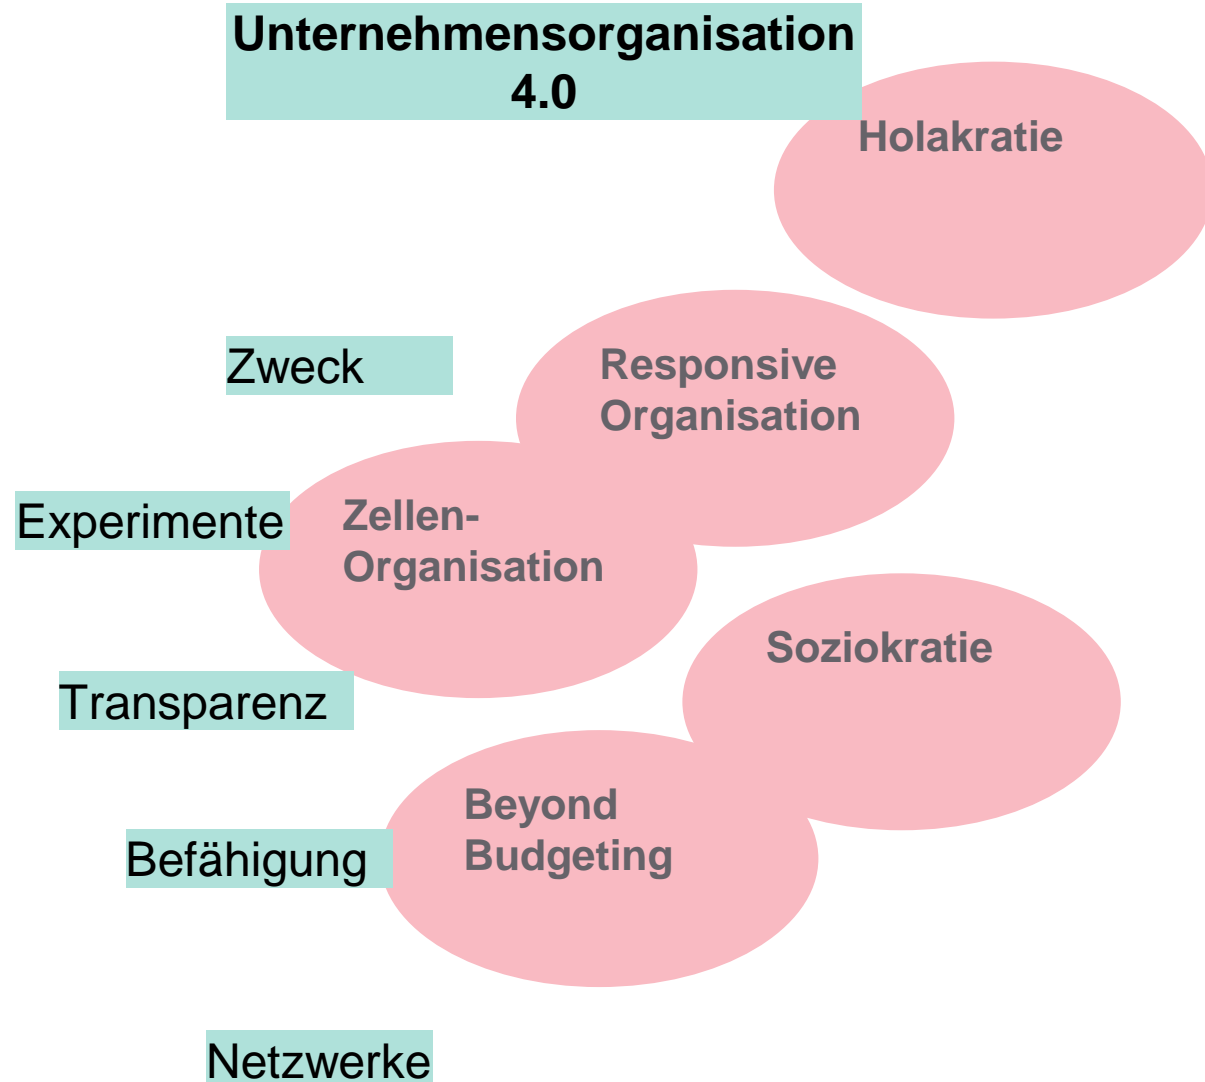 Unternehmensorganisation
4.0
Holakratie
Zweck
Responsive
Organisation
Experimente
Zellen-
Organisation
Soziokratie
Transparenz
Beyond
Budgeting
Befähigung
Netzwerke